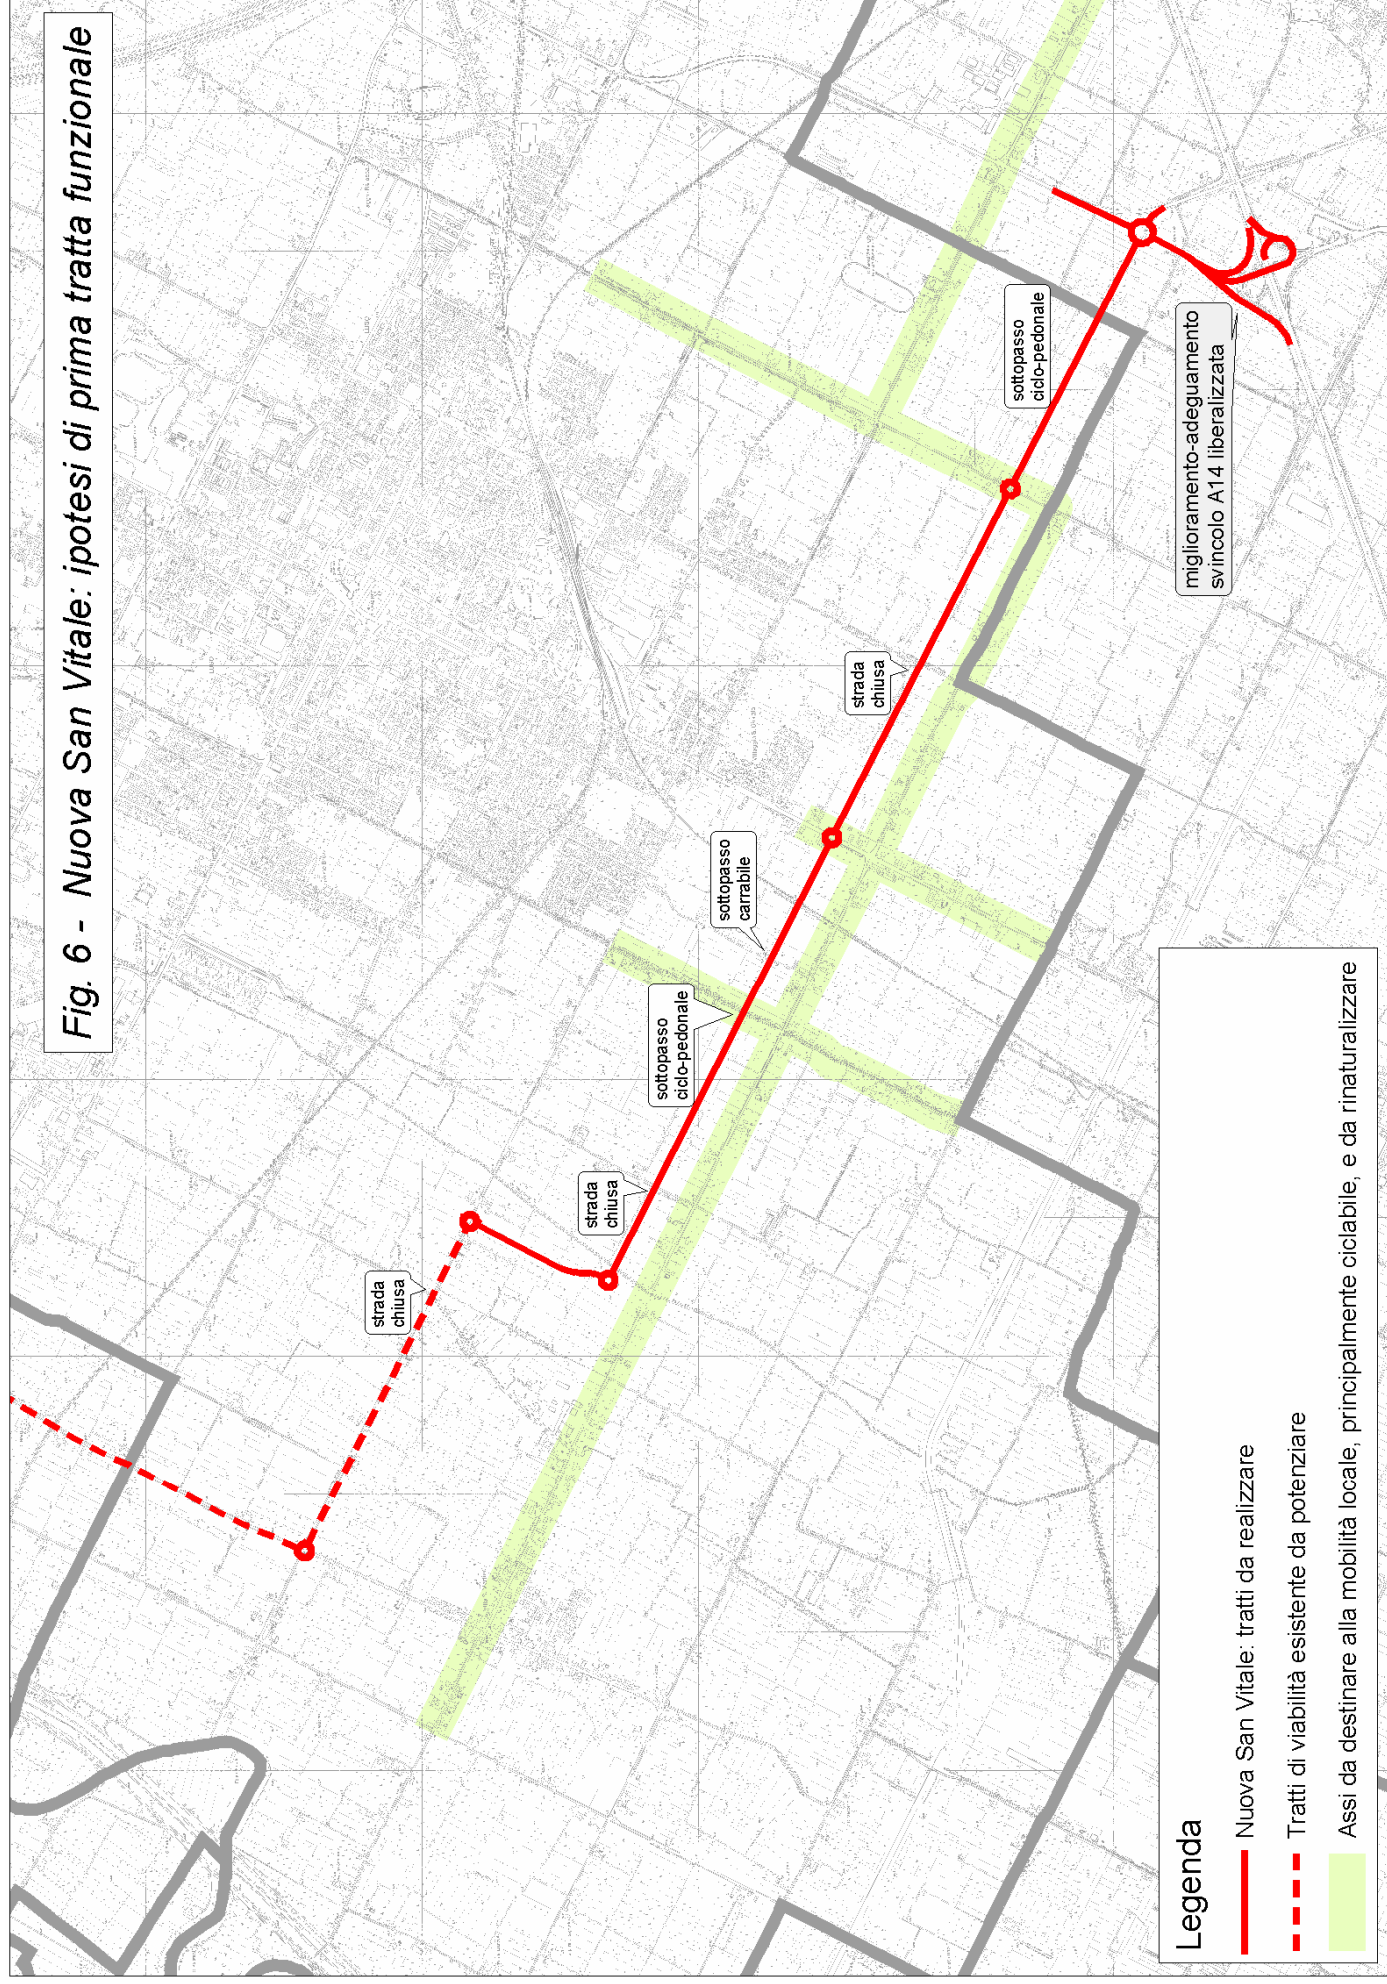 Fig. 6 - Nuova San Vitale: ipotesi di prima tratta funzionale
strada
chiusa
strada
chiusa
sottopasso
ciclo-pedonale
sottopasso
carrabile
strada
chiusa
sottopasso
ciclo-pedonale
miglioramento-adeguamento
svincolo A14 liberalizzata
Legenda
Nuova San Vitale: tratti da realizzare
Tratti di viabilità esistente da potenziare
Assi da destinare alla mobilità locale, principalmente ciclabile, e da rinaturalizzare